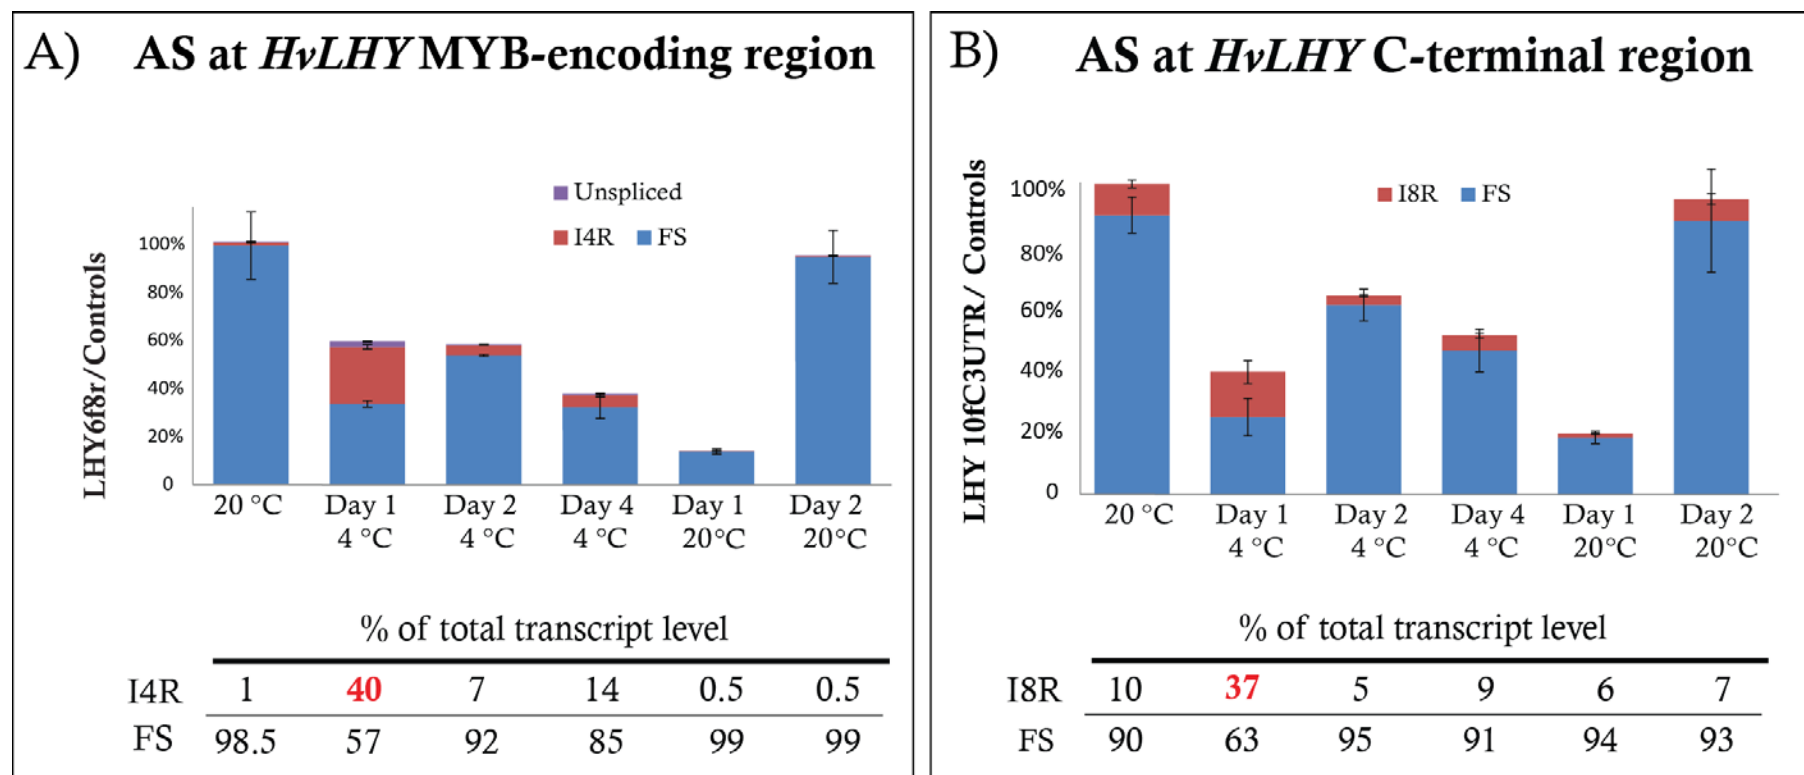 A) AS at HvLHY MYB-encoding region
Unspliced
I4R FS
LHY6f8r/Controls
100%
80%
60%
40%
20%
0
20 °C Day 1 Day 2 Day 4 Day 1 Day 2
4 °C 4 °C 4 °C 20°C 20°C
% of total transcript level
I4R 1 40 7 14 0.5 0.5
FS 98.5 57 92 85 99 99
B) AS at HvLHY C-terminal region
I8R FS
LHY 10fC3UTR/ Controls
100%
80%
60%
40%
20%
0
20 °C Day 1 Day 2 Day 4 Day 1 Day 2
4 °C 4 °C 4 °C 20°C 20°C
% of total transcript level
I8R 10 37 5 9 6 7
FS 90 63 95 91 94 93